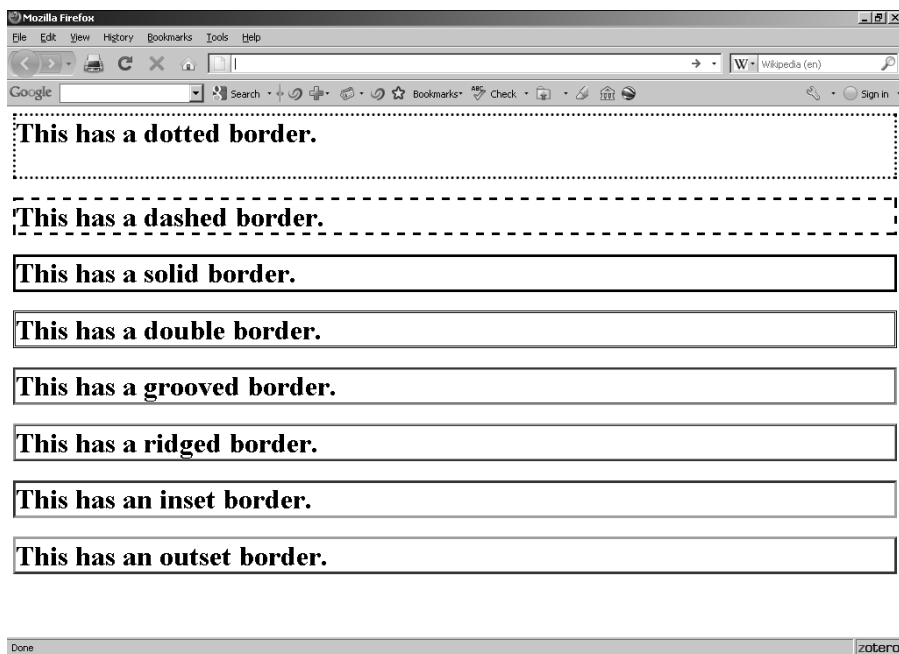 Mozilla Firefox
File Edit View History Bookmarks Tools Help
W Wikipedia (en)
Google Search Bookmarks ABC Check Sign in
This has a dotted border.
This has a dashed border.
This has a solid border.
This has a double border.
This has a grooved border.
This has a ridged border.
This has an inset border.
This has an outset border.
Done zotero